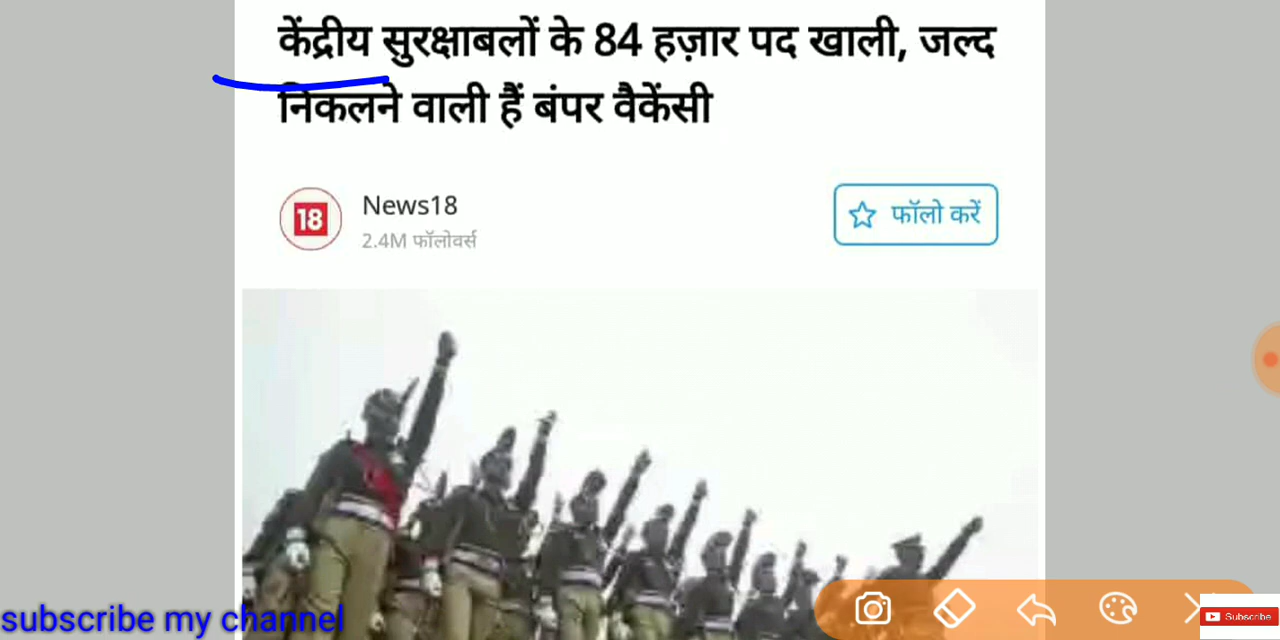 केंद्रीय सुरक्षाबलों के 84 हज़ार पद खाली, जल्द
निकलने वाली हैं बंपर वैकेंसी
18
News18
2.4M फॉलोवर्स
फॉलो करें
subscribe my channel
Subscribe